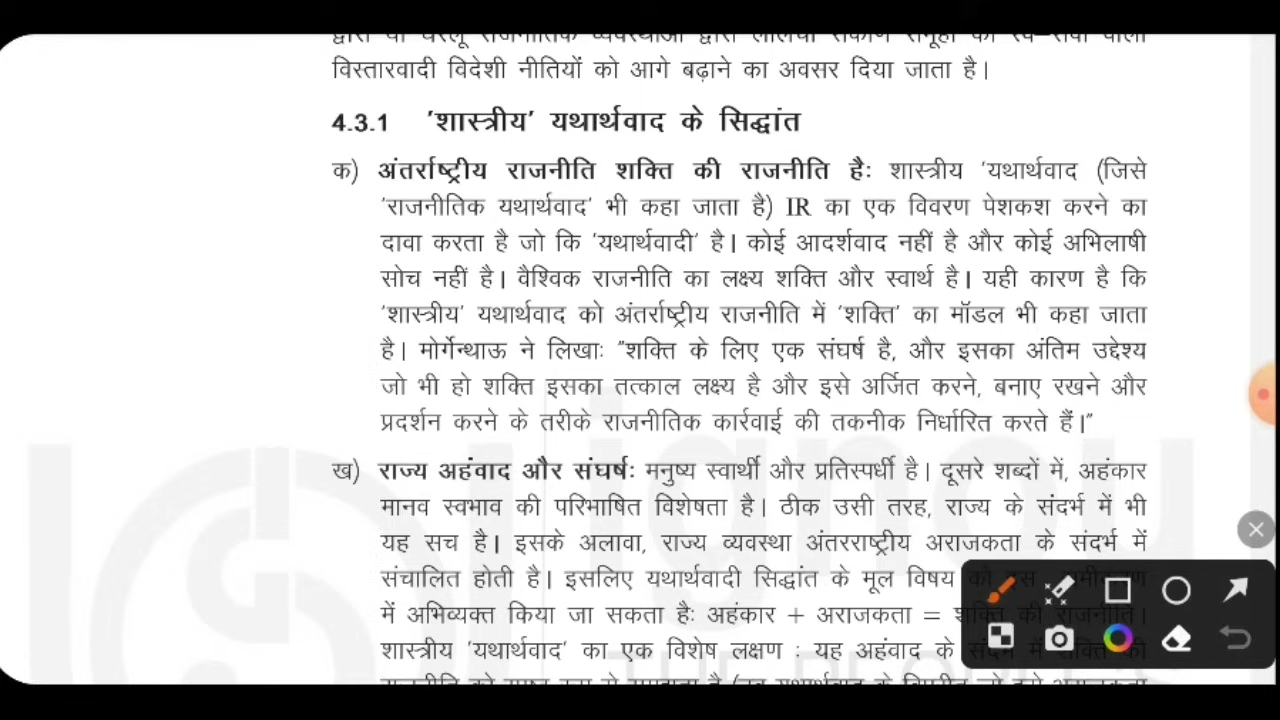 विस्तारवादी विदेशी नीतियों को आगे बढ़ाने का अवसर दिया जाता है।
4.3.1 'शास्त्रीय' यथार्थवाद के सिद्धांत
क) अंतर्राष्ट्रीय राजनीति शक्ति की राजनीति हैः शास्त्रीय 'यथार्थवाद (जिसे
'राजनीतिक यथार्थवाद' भी कहा जाता है) IR का एक विवरण पेशकश करने का
दावा करता है जो कि 'यथार्थवादी' है। कोई आदर्शवाद नहीं है और कोई अभिलाषी
सोच नहीं है। वैश्विक राजनीति का लक्ष्य शक्ति और स्वार्थ है। यही कारण है कि
'शास्त्रीय' यथार्थवाद को अंतर्राष्ट्रीय राजनीति में 'शक्ति' का मॉडल भी कहा जाता
है। मोर्गेन्थाऊ ने लिखाः "शक्ति के लिए एक संघर्ष है, और इसका अंतिम उद्देश्य
जो भी हो शक्ति इसका तत्काल लक्ष्य है और इसे अर्जित करने, बनाए रखने और
प्रदर्शन करने के तरीके राजनीतिक कार्रवाई की तकनीक निर्धारित करते हैं।"
ख) राज्य अहंवाद और संघर्षः मनुष्य स्वार्थी और प्रतिस्पर्धी है। दूसरे शब्दों में, अहंकार
मानव स्वभाव की परिभाषित विशेषता है। ठीक उसी तरह, राज्य के संदर्भ में भी
यह सच है। इसके अलावा, राज्य व्यवस्था अंतरराष्ट्रीय अराजकता के संदर्भ में
संचालित होती है। इसलिए यथार्थवादी सिद्धांत के मूल विषय को इस
में अभिव्यक्त किया जा सकता हैः अहंकार + अराजकता = शक्ति की राजनीति।
शास्त्रीय 'यथार्थवाद' का एक विशेष लक्षण : यह अहंवाद के संदर्भ में शक्ति की